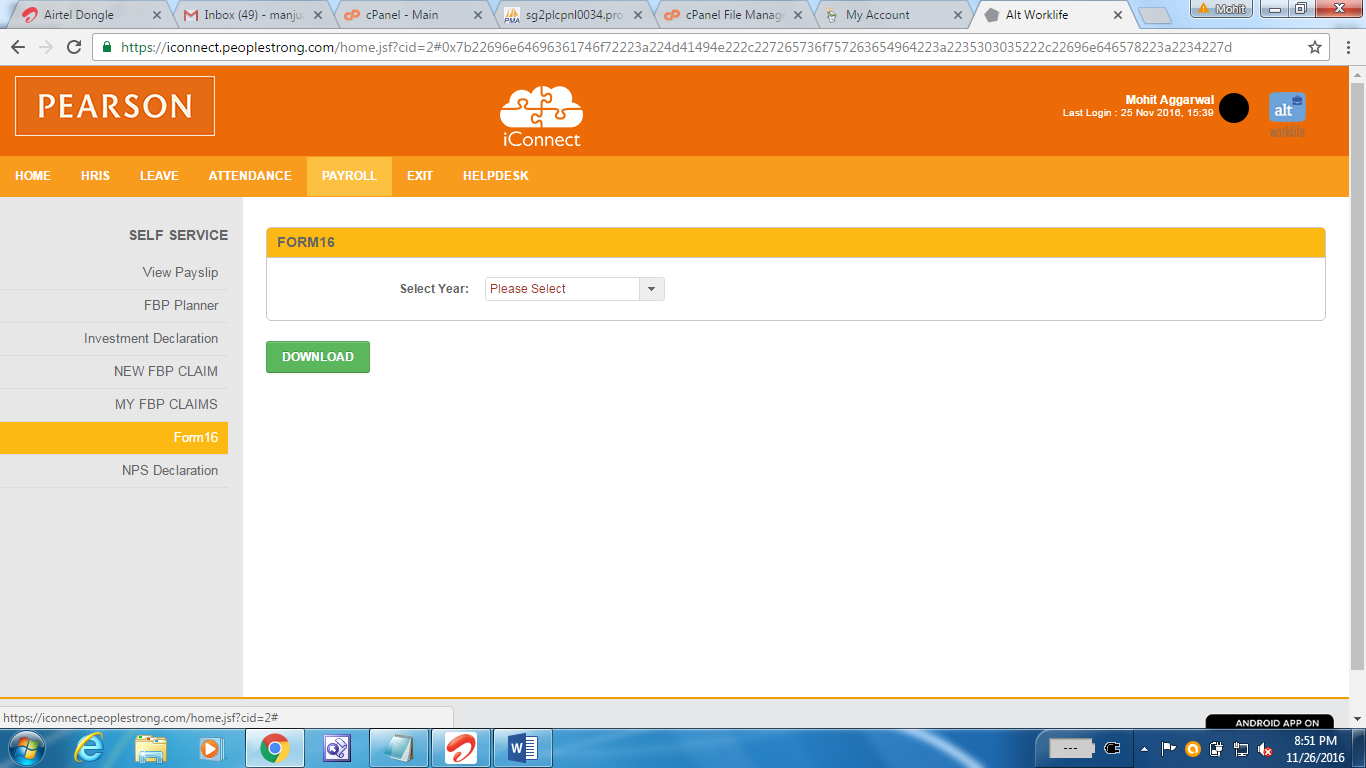 Airtel Dongle
Inbox (49) - manju
cPanel - Main
sg2plcpnl0034.pro
cPanel File Manag
My Account
Alt Worklife
Mohit
https://iconnect.peoplestrong.com/home.jsf?cid=2#0x7b22696e64696361746f72223a224d41494e222c227265736f757263654964223a2235303035222c22696e646578223a2234227d
PEARSON
iConnect
Mohit Aggarwal
Last Login : 25 Nov 2016, 15:39
alt
worklife
HOME HRIS LEAVE ATTENDANCE PAYROLL EXIT HELPDESK
SELF SERVICE
View Payslip
FBP Planner
Investment Declaration
NEW FBP CLAIM
MY FBP CLAIMS
Form16
NPS Declaration
FORM16
Select Year: Please Select
DOWNLOAD
https://iconnect.peoplestrong.com/home.jsf?cid=2#
ANDROID APP ON
---
8:51 PM
11/26/2016